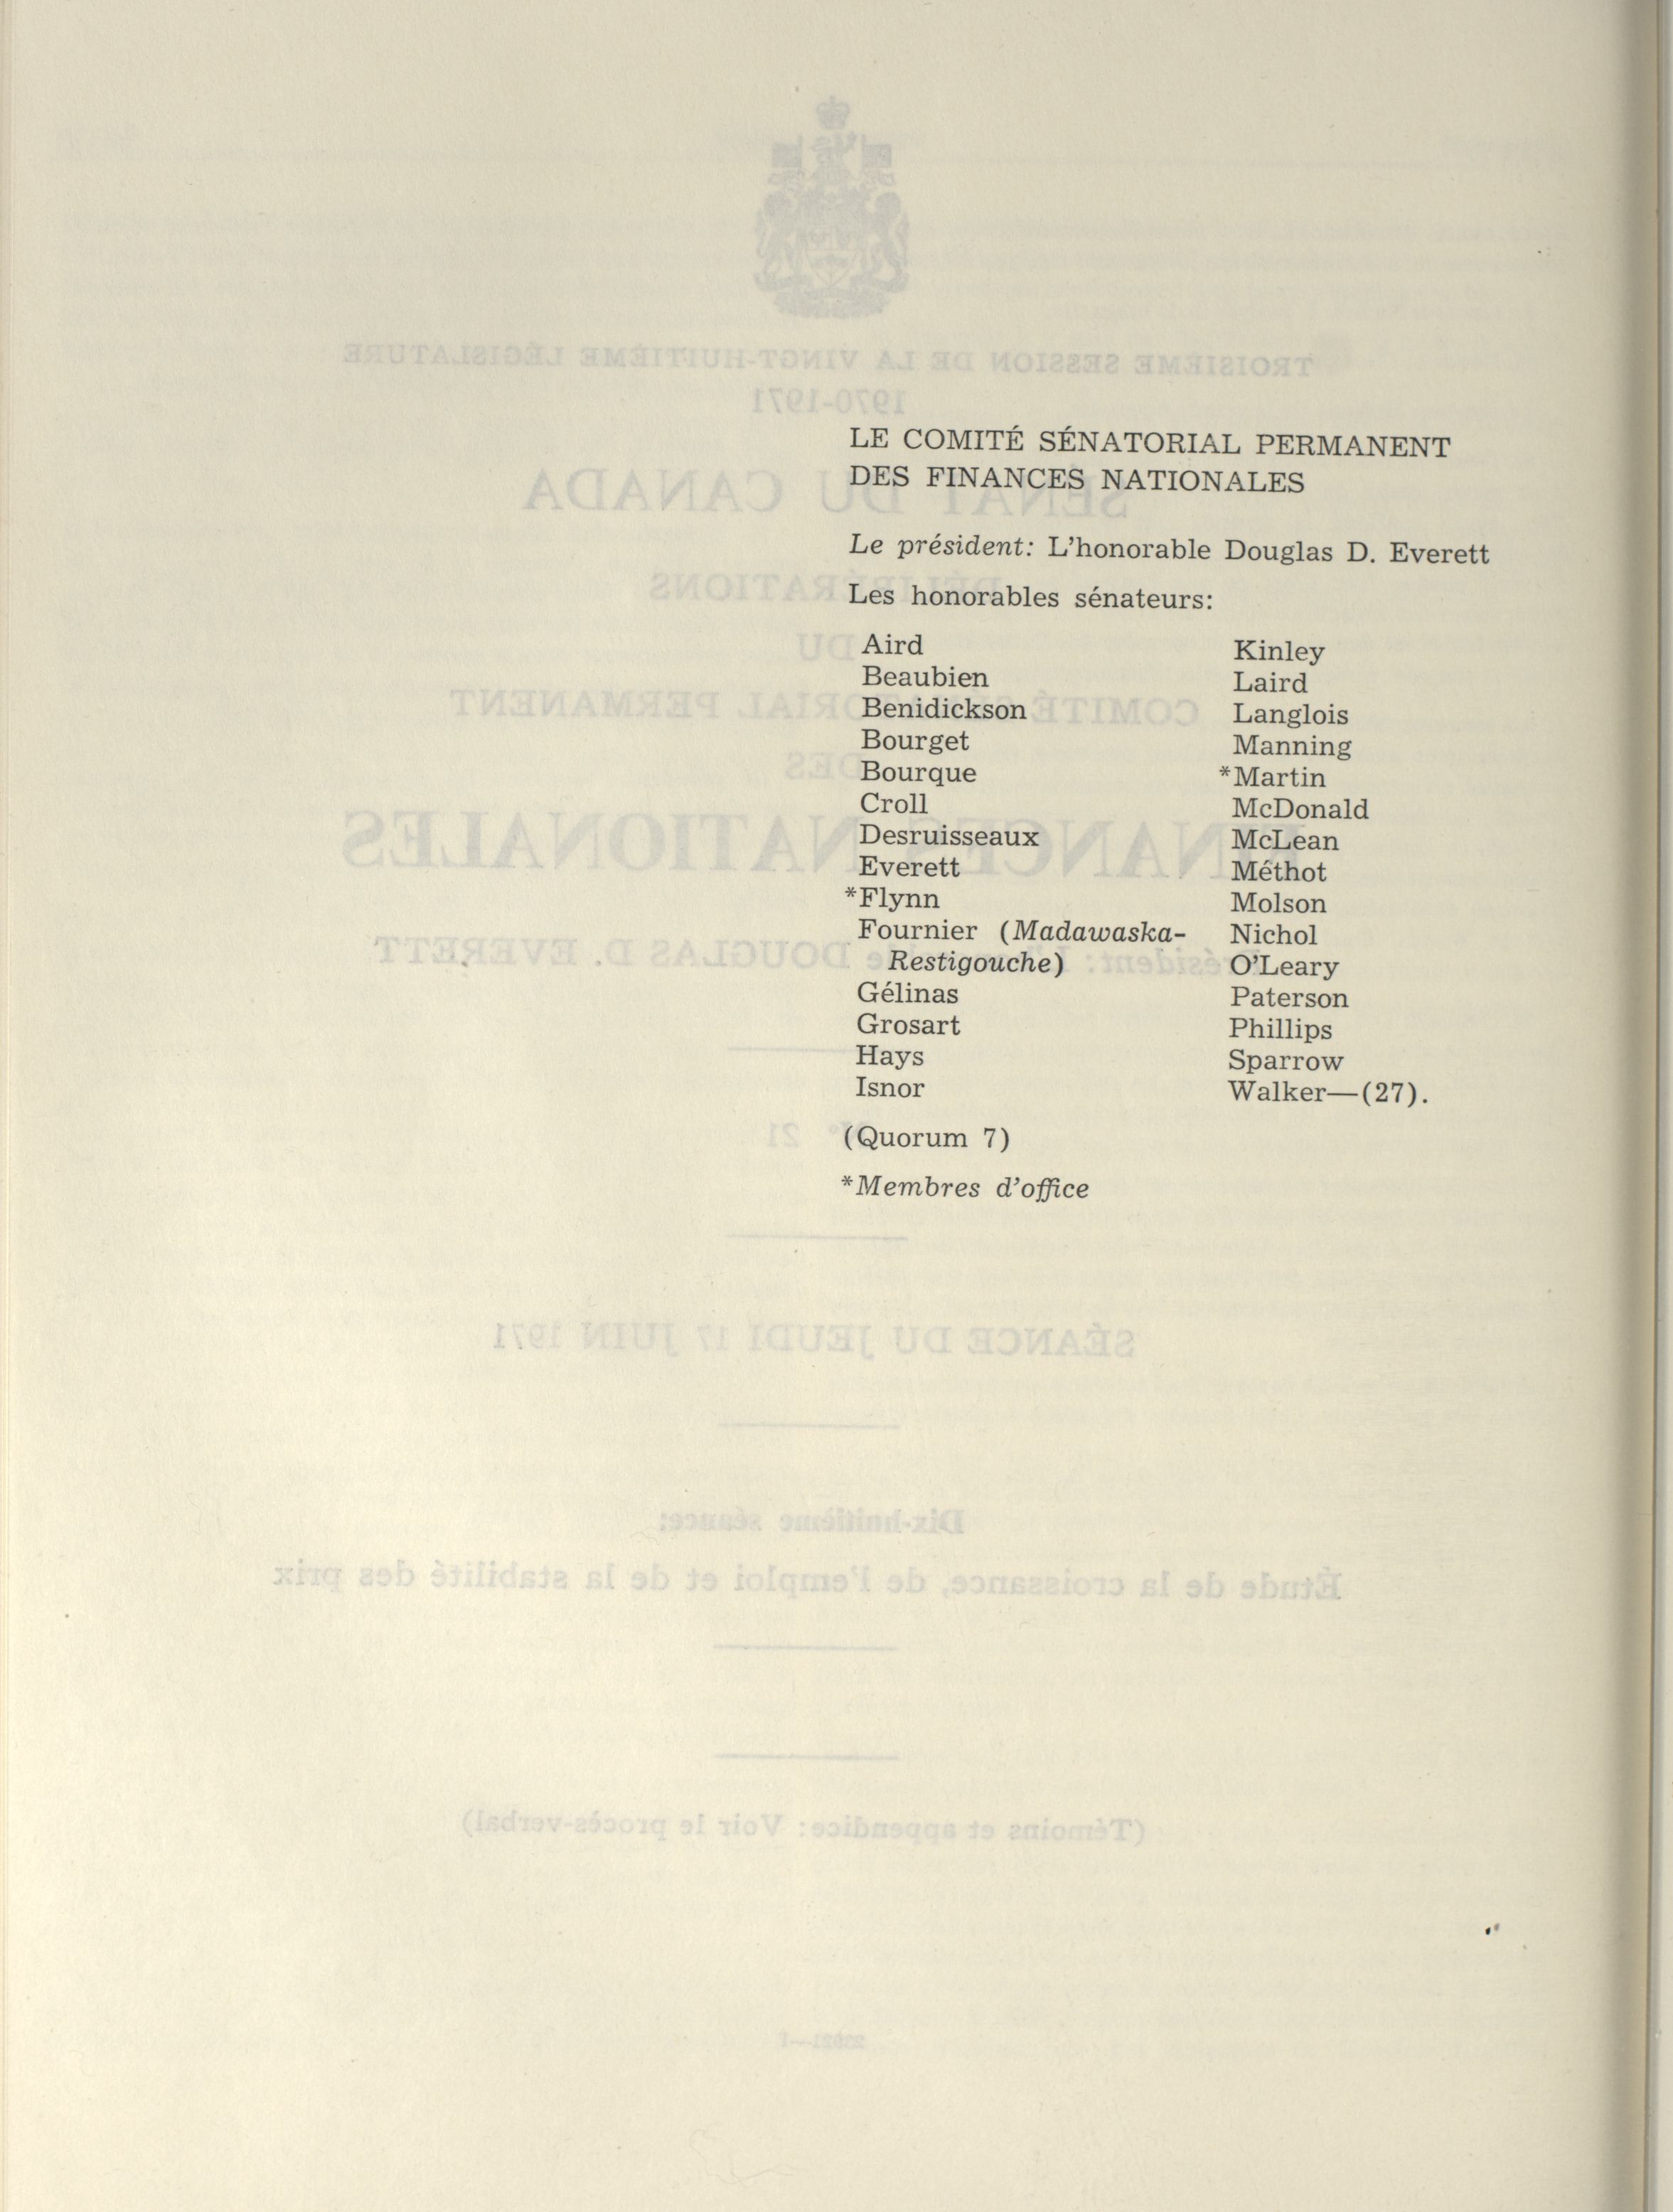 LE COMITÉ SÉNATORIAL PERMANENT
DES FINANCES NATIONALES
Le président: L'honorable Douglas D. Everett
Les honorables sénateurs:
Aird
Beaubien
Benidickson
Bourget
Bourque
Croll
Desruisseaux
Everett
*Flynn
Fournier (Madawaska-
Restigouche)
Gélinas
Grosart
Hays
Isnor
Kinley
Laird
Langlois
Manning
*Martin
McDonald
McLean
Méthot
Molson
Nichol
O'Leary
Paterson
Phillips
Sparrow
Walker—(27).
(Quorum 7)
*Membres d'office